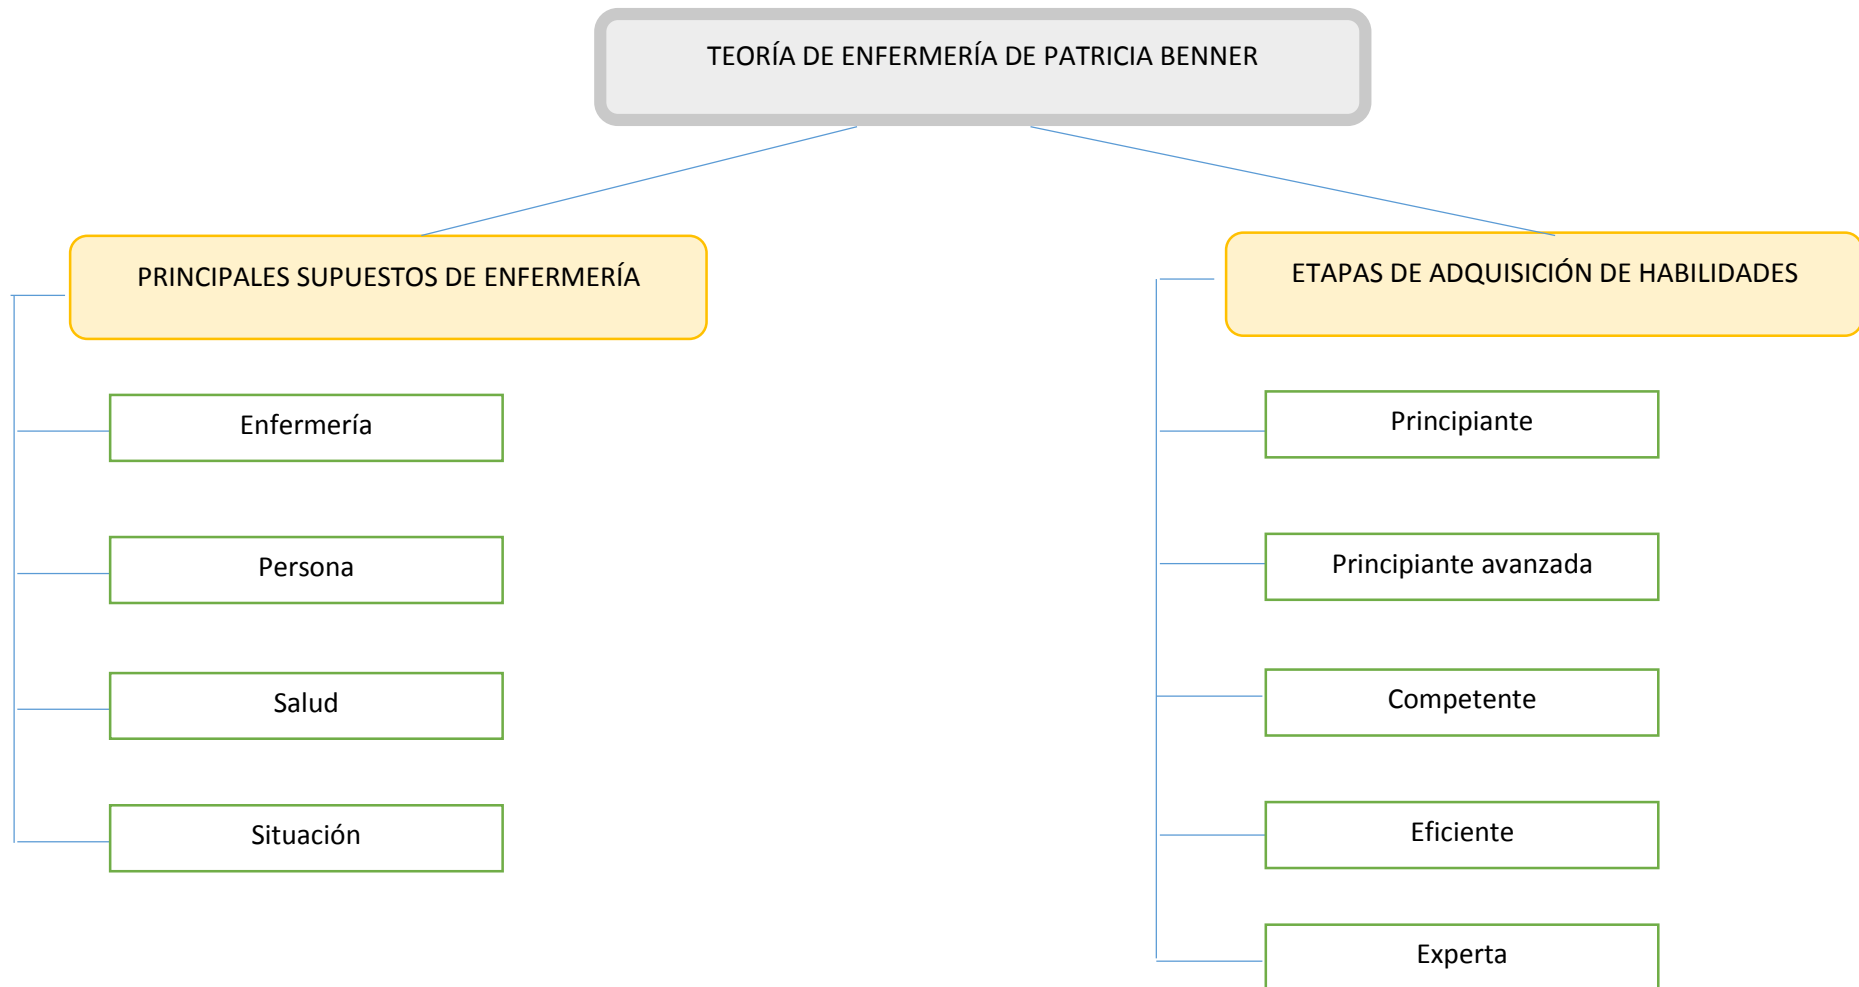 TEORÍA DE ENFERMERÍA DE PATRICIA BENNER
PRINCIPALES SUPUESTOS DE ENFERMERÍA
Enfermería
Persona
Salud
Situación
ETAPAS DE ADQUISICIÓN DE HABILIDADES
Principiante
Principiante avanzada
Competente
Eficiente
Experta